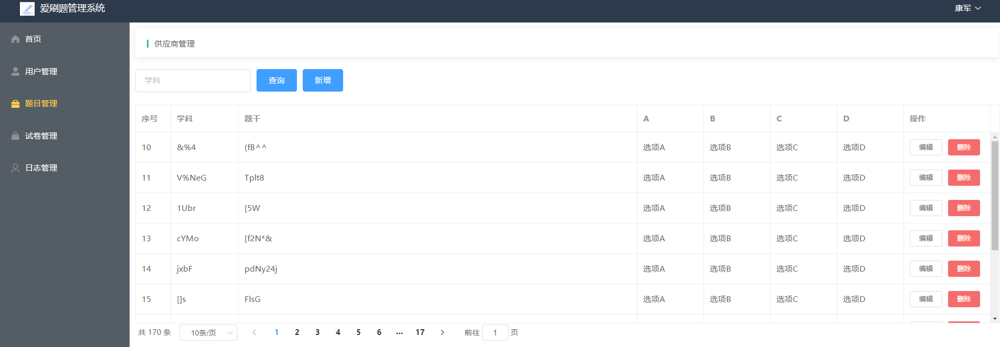 爱刷题管理系统
康军
首页
用户管理
题目管理
试卷管理
日志管理
供应商管理
学科 查询 新增
序号 学科 题干 A B C D 操作
10 &%4 (fB^^ 选项A 选项B 选项C 选项D 编辑 删除
11 V%NeG Tplt8 选项A 选项B 选项C 选项D 编辑 删除
12 1Ubr [5W 选项A 选项B 选项C 选项D 编辑 删除
13 cYMo [f2N*& 选项A 选项B 选项C 选项D 编辑 删除
14 jxbF pdNy24j 选项A 选项B 选项C 选项D 编辑 删除
15 []s FlsG 选项A 选项B 选项C 选项D 编辑 删除
共 170 条 10条/页 1 2 3 4 5 6 ... 17 前往 1 页